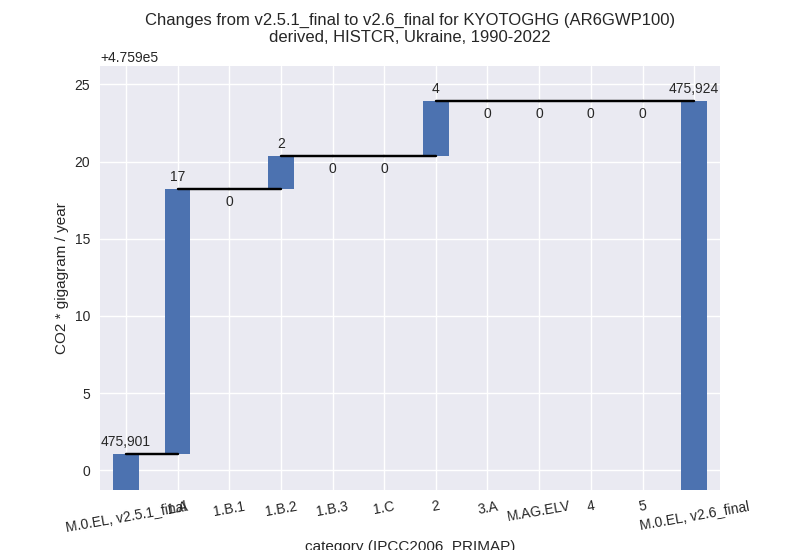 Changes from v2.5.1_final to v2.6_final for KYOTOGHG (AR6GWP100)
derived, HISTCR, Ukraine, 1990-2022
+4.759e5
25
20
15
10
5
0
CO2 * gigagram / year
475,901
17
0
2
0
0
4
0
0
0
0
475,924
M.0.EL, v2.5.1_final
1.A
1.B.1
1.B.2
1.B.3
1.C
2
3.A
M.AG.ELV
4
5
M.0.EL, v2.6_final
category (IPCC2006_PRIMAP)